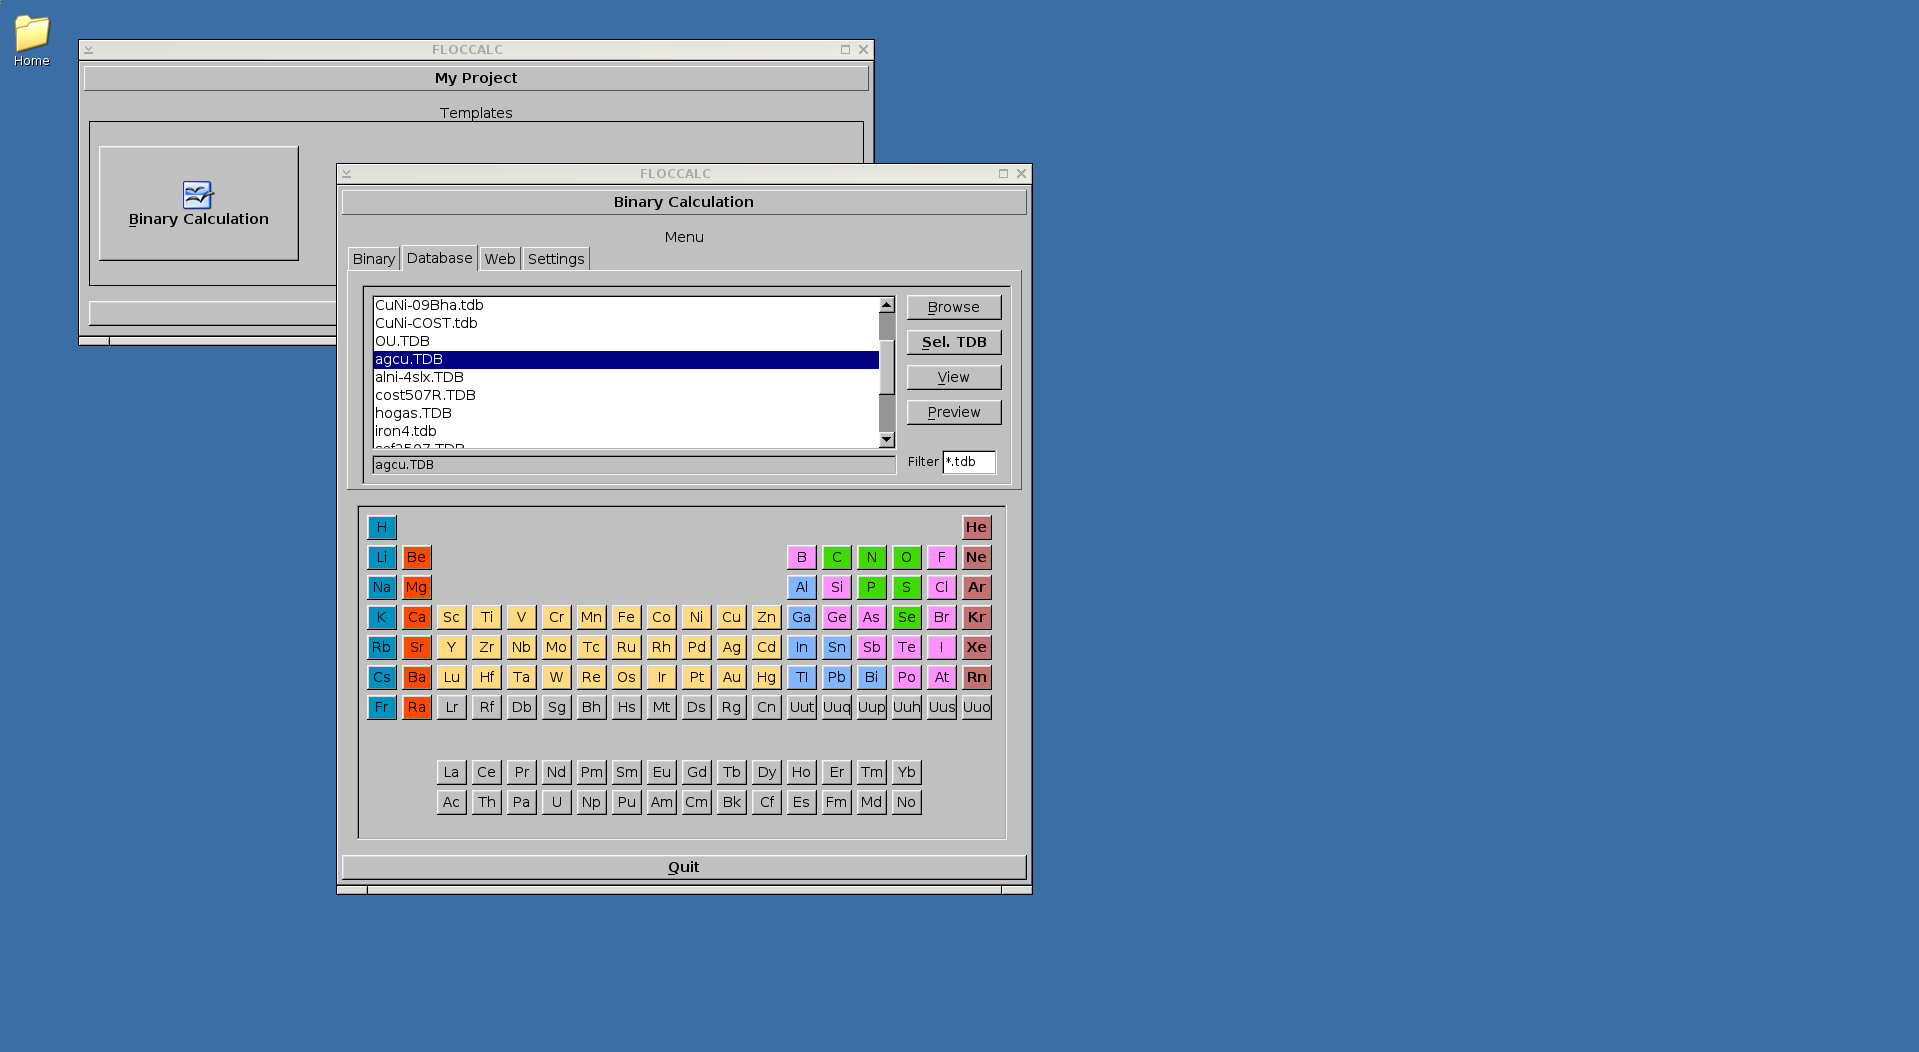 Home
FLOCCALC
My Project
Templates
Binary Calculation
FLOCCALC
Binary Calculation
Menu
Binary Database Web Settings
CuNi-09Bha.tdb
CuNi-COST.tdb
OU.TDB
agcu.TDB
alni-4slx.TDB
cost507R.TDB
hogas.TDB
iron4.tdb
agcu.TDB
Browse
Sel. TDB
View
Preview
Filter *.tdb
H He
Li Be B C N O F Ne
Na Mg Al Si P S Cl Ar
K Ca Sc Ti V Cr Mn Fe Co Ni Cu Zn Ga Ge As Se Br Kr
Rb Sr Y Zr Nb Mo Tc Ru Rh Pd Ag Cd In Sn Sb Te I Xe
Cs Ba Lu Hf Ta W Re Os Ir Pt Au Hg Tl Pb Bi Po At Rn
Fr Ra Lr Rf Db Sg Bh Hs Mt Ds Rg Cn Uut Uuq Uup Uuh Uus Uuo
La Ce Pr Nd Pm Sm Eu Gd Tb Dy Ho Er Tm Yb
Ac Th Pa U Np Pu Am Cm Bk Cf Es Fm Md No
Quit